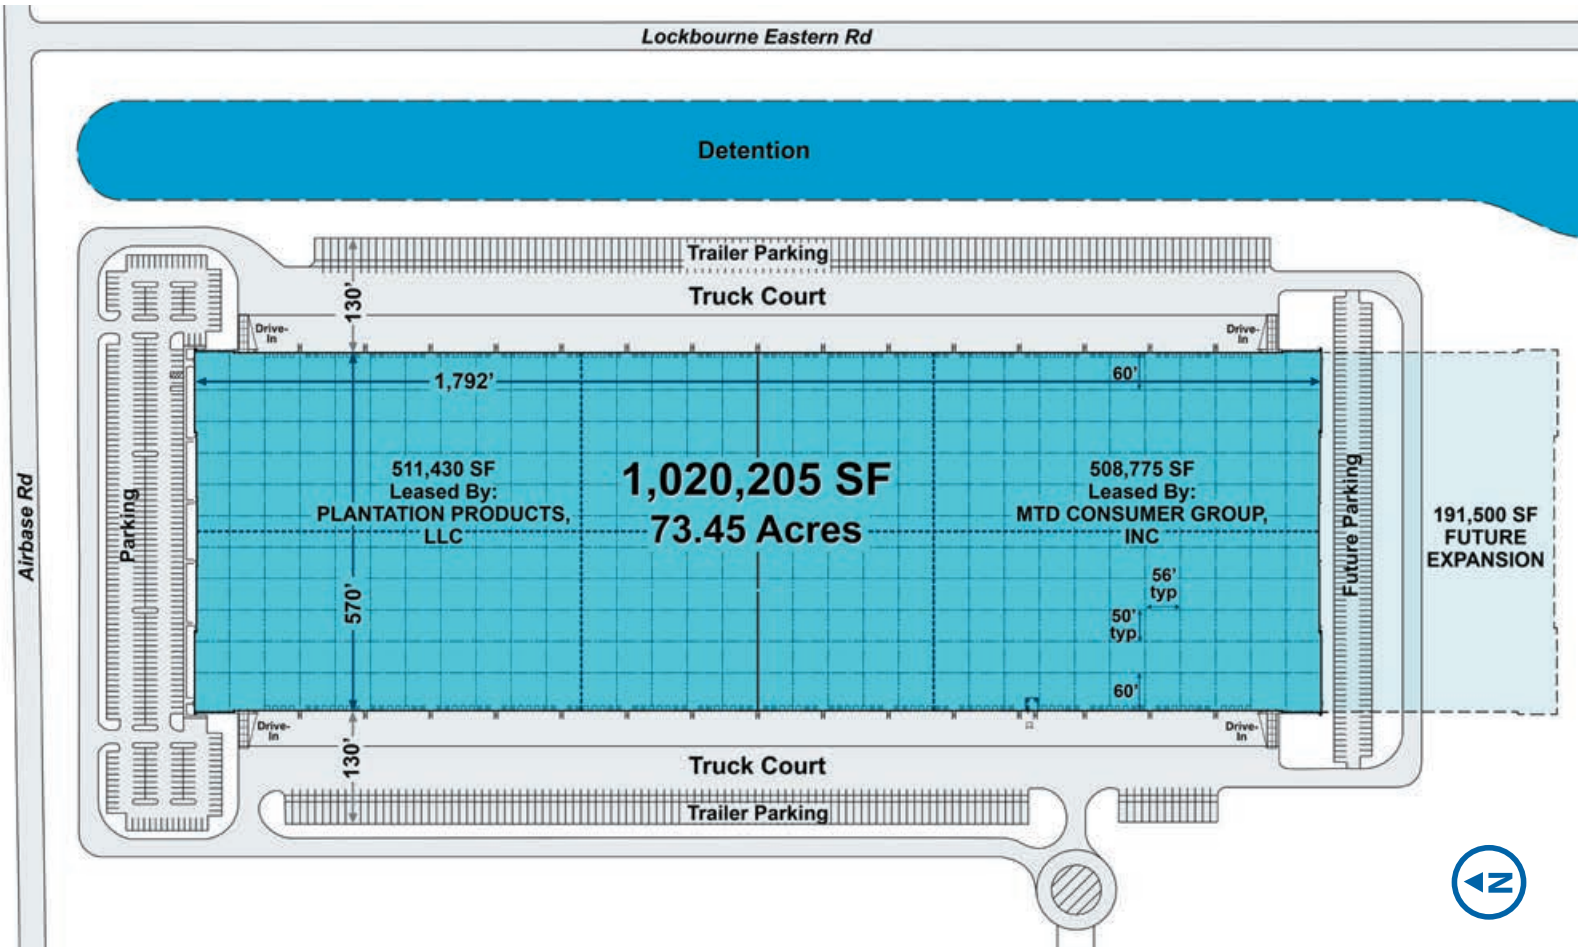 Lockbourne Eastern Rd
Detention
Trailer Parking
Truck Court
130'
Drive-
In
Drive-
In
1,792'
60'
Airbase Rd
Parking
511,430 SF
Leased By:
PLANTATION PRODUCTS,
LLC
1,020,205 SF
73.45 Acres
508,775 SF
Leased By:
MTD CONSUMER GROUP,
INC
Future Parking
191,500 SF
FUTURE
EXPANSION
570'
56'
typ
50'
typ
60'
Drive-
In
Drive-
In
130'
Truck Court
Trailer Parking
N